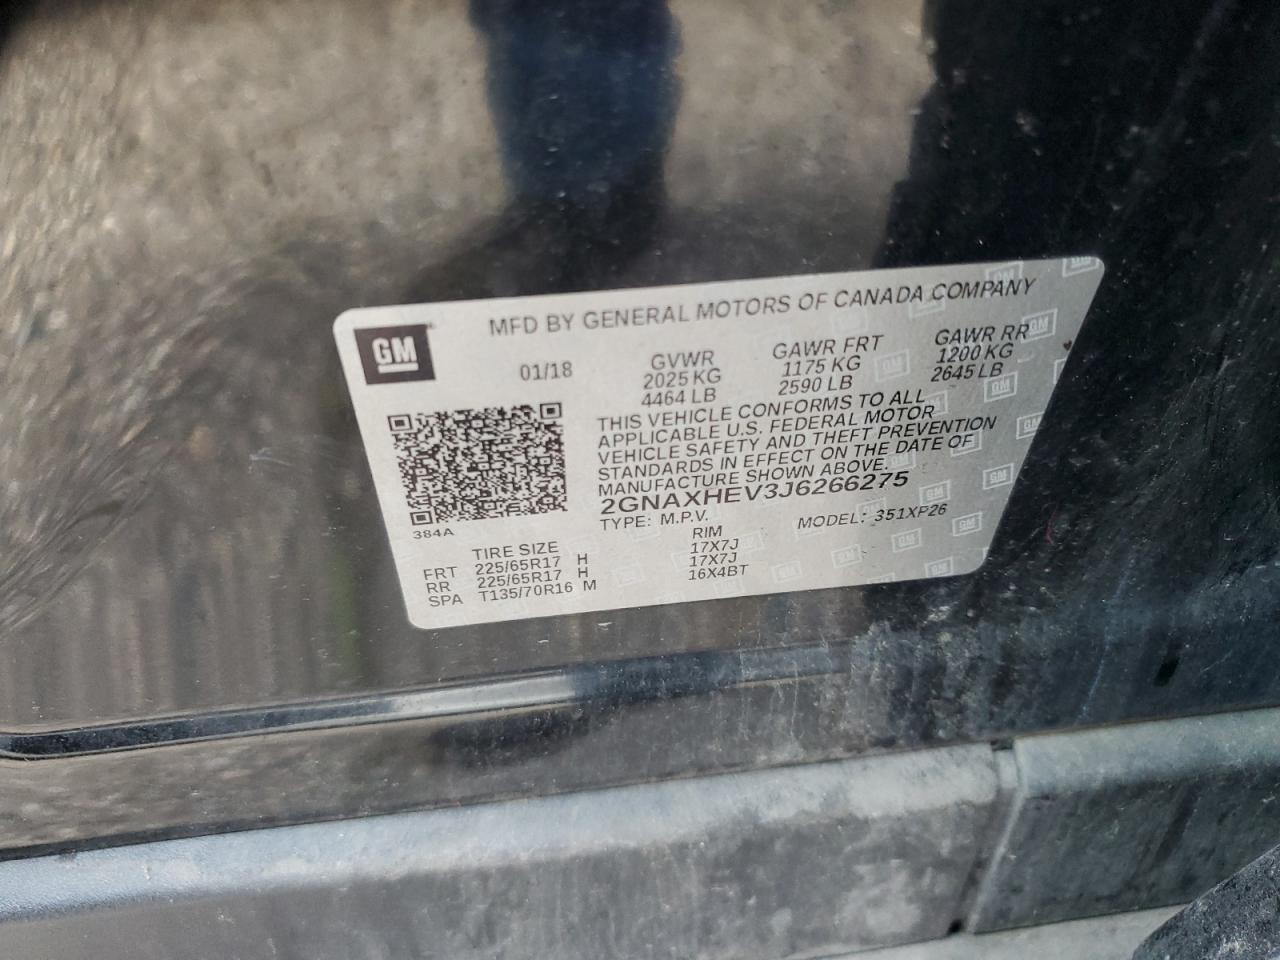 MFD BY GENERAL MOTORS OF CANADA COMPANY
GM
01/18
GVWR GAWR FRT GAWR RR
2025 KG 1175 KG 1200 KG
4464 LB 2590 LB 2645 LB
THIS VEHICLE CONFORMS TO ALL
APPLICABLE U.S. FEDERAL MOTOR
VEHICLE SAFETY AND THEFT PREVENTION
STANDARDS IN EFFECT ON THE DATE OF
MANUFACTURE SHOWN ABOVE.
2GNAXHEV3J6266275
TYPE: M.P.V. MODEL: 351XP26
384A
TIRE SIZE RIM
FRT 225/65R17 H 17X7J
RR 225/65R17 H 17X7J
SPA T135/70R16 M 16X4BT